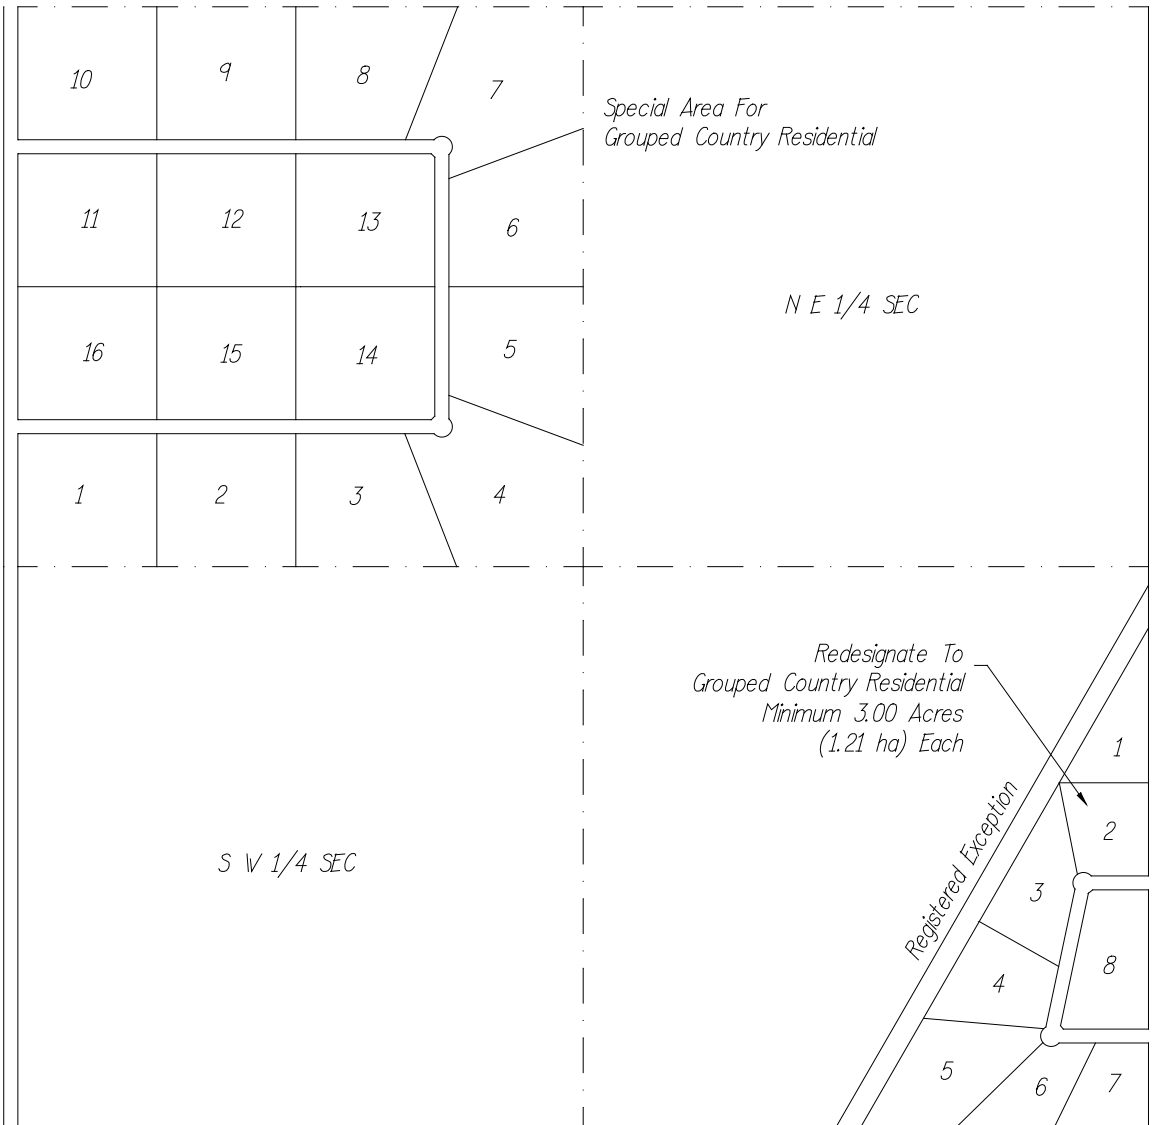 10
9
8
7
Special Area For
Grouped Country Residential
11
12
13
6
N E 1/4 SEC
16
15
14
5
1
2
3
4
Redesignate To
Grouped Country Residential
Minimum 3.00 Acres
(1.21 ha) Each
1
2
Registered Exception
S W 1/4 SEC
3
8
4
5
6
7